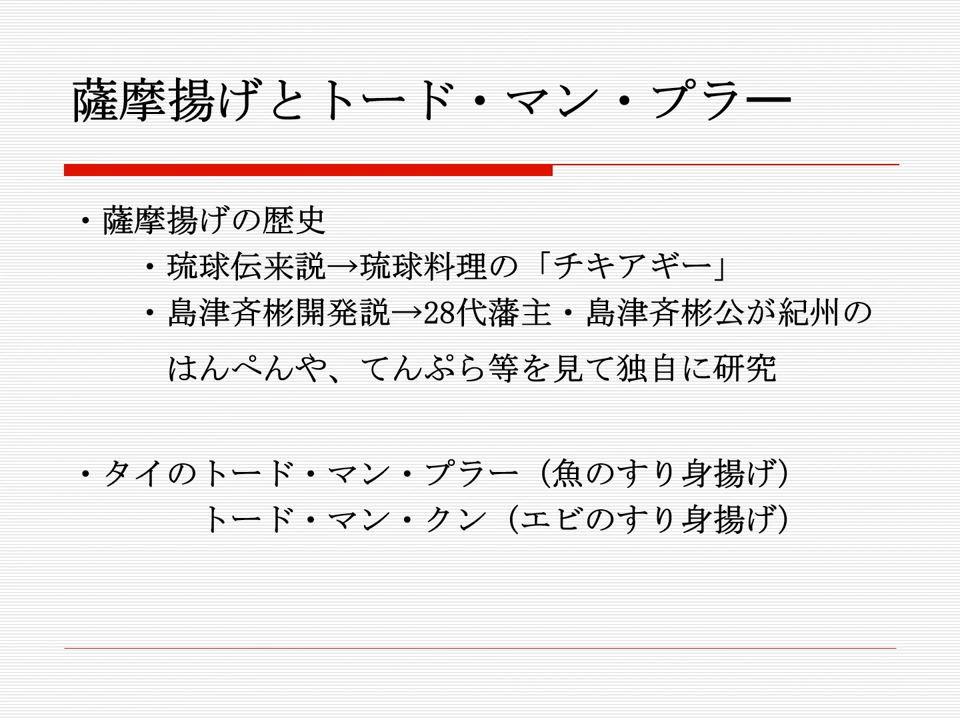 薩摩揚げとトード・マン・プラー
・薩摩揚げの歴史
・琉球伝来説→琉球料理の「チキアギー」
・島津斉彬開発説→28代藩主・島津斉彬公が紀州の
はんぺんや、てんぷら等を見て独自に研究
・タイのトード・マン・プラー（魚のすり身揚げ）
トード・マン・クン（エビのすり身揚げ）